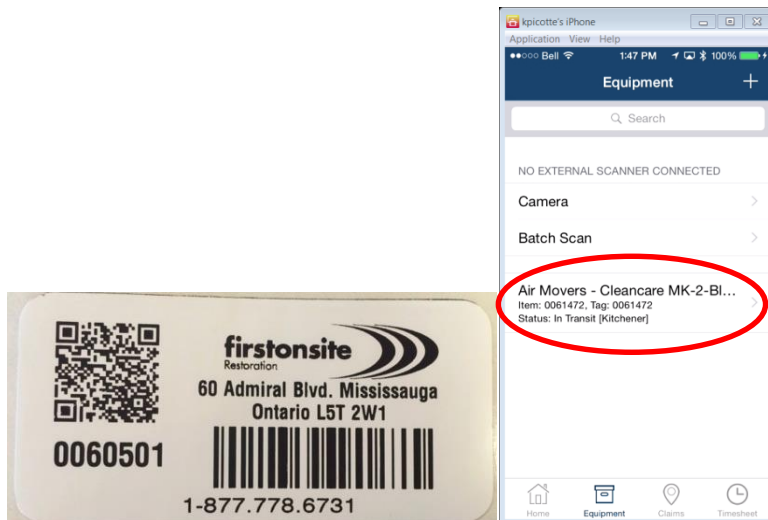 firstonsite
Restoration
60 Admiral Blvd. Mississauga
Ontario L5T 2W1
0060501
1-877.778.6731
kpicotte's iPhone
Application View Help
Bell 1:47 PM 100%
Equipment +
Search
NO EXTERNAL SCANNER CONNECTED
Camera
Batch Scan
Air Movers - Cleancare MK-2-Bl...
Item: 0061472, Tag: 0061472
Status: In Transit [Kitchener]
Home Equipment Claims Timesheet